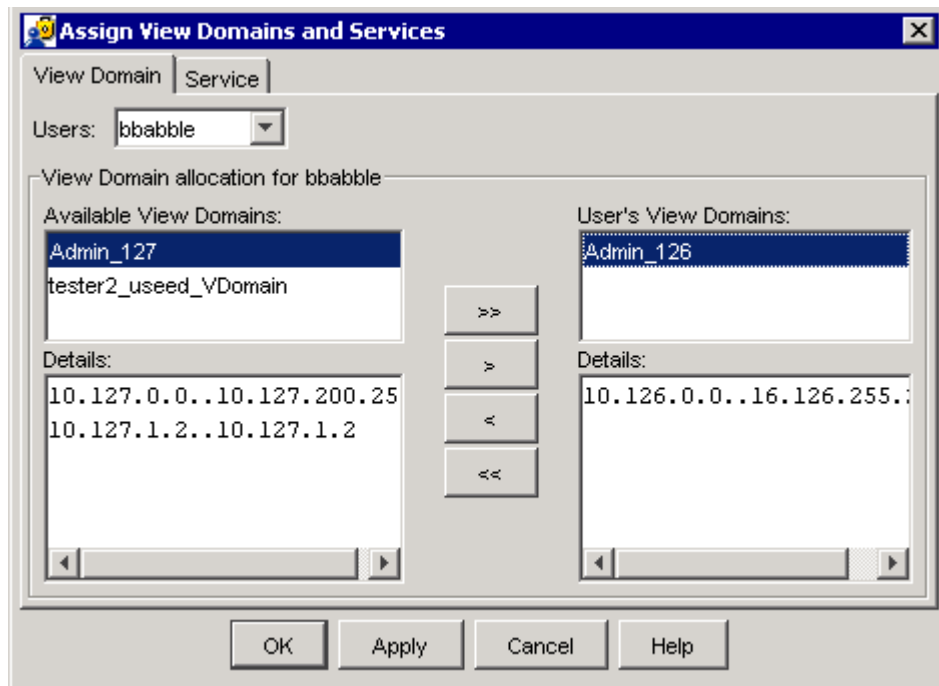 Assign View Domains and Services
View Domain
Service
Users: bbabble
View Domain allocation for bbabble
Available View Domains:
Admin_127
tester2_useed_VDomain
Details:
10.127.0.0..10.127.200.25
10.127.1.2..10.127.1.2
>>
>
<
<<
User's View Domains:
Admin_126
Details:
10.126.0.0..16.126.255.
OK
Apply
Cancel
Help